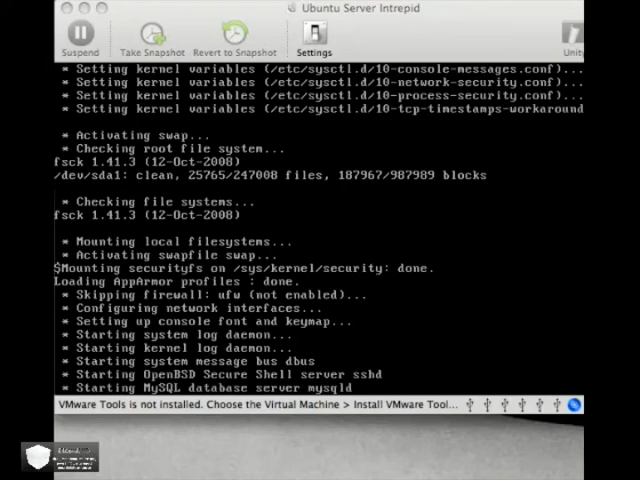 Ubuntu Server Intrepid
Suspend
Take Snapshot
Revert to Snapshot
Settings
Unity
* Setting kernel variables (/etc/sysctl.d/10-console-messages.conf)...
* Setting kernel variables (/etc/sysctl.d/10-network-security.conf)...
* Setting kernel variables (/etc/sysctl.d/10-process-security.conf)...
* Setting kernel variables (/etc/sysctl.d/10-tcp-timestamps-workaround
* Activating swap...
* Checking root file system...
fsck 1.41.3 (12-Oct-2008)
/dev/sda1: clean, 25765/247008 files, 187967/987989 blocks
* Checking file systems...
fsck 1.41.3 (12-Oct-2008)
* Mounting local filesystems...
* Activating swapfile swap...
$Mounting securityfs on /sys/kernel/security: done.
Loading AppArmor profiles : done.
* Skipping firewall: ufw (not enabled)...
* Configuring network interfaces...
* Setting up console font and keymap...
* Starting system log daemon...
* Starting kernel log daemon...
* Starting system message bus dbus
* Starting OpenBSD Secure Shell server sshd
* Starting MySQL database server mysqld
VMware Tools is not installed. Choose the Virtual Machine > Install VMware Tool...